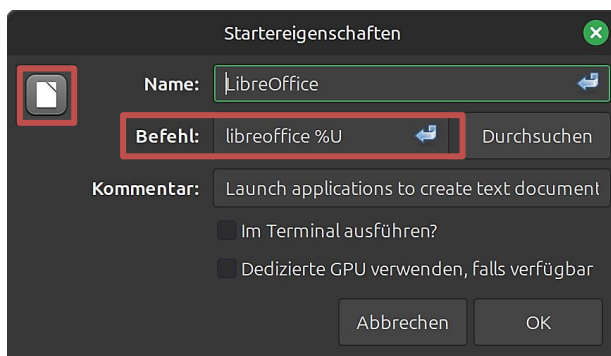 Startereigenschaften
Name: LibreOffice
Befehl: libreoffice %U Durchsuchen
Kommentar: Launch applications to create text document
Im Terminal ausführen?
Dedizierte GPU verwenden, falls verfügbar
Abbrechen OK